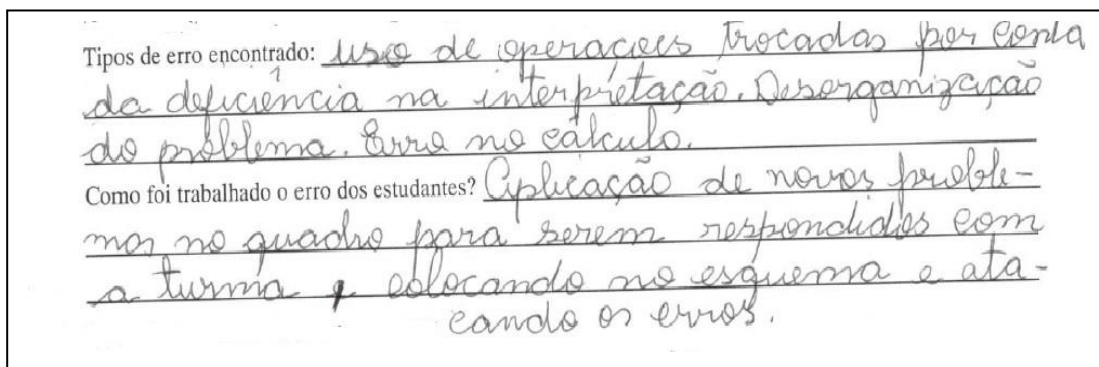 Tipos de erro encontrado: uso de operações trocadas por conta
da deficiência na interpretação. Desorganização
do problema. Erro no cálculo.
Como foi trabalhado o erro dos estudantes? Aplicação de novos proble-
mas no quadro para serem respondidos com
a turma, colocando no esquema e ata-
cando os erros.